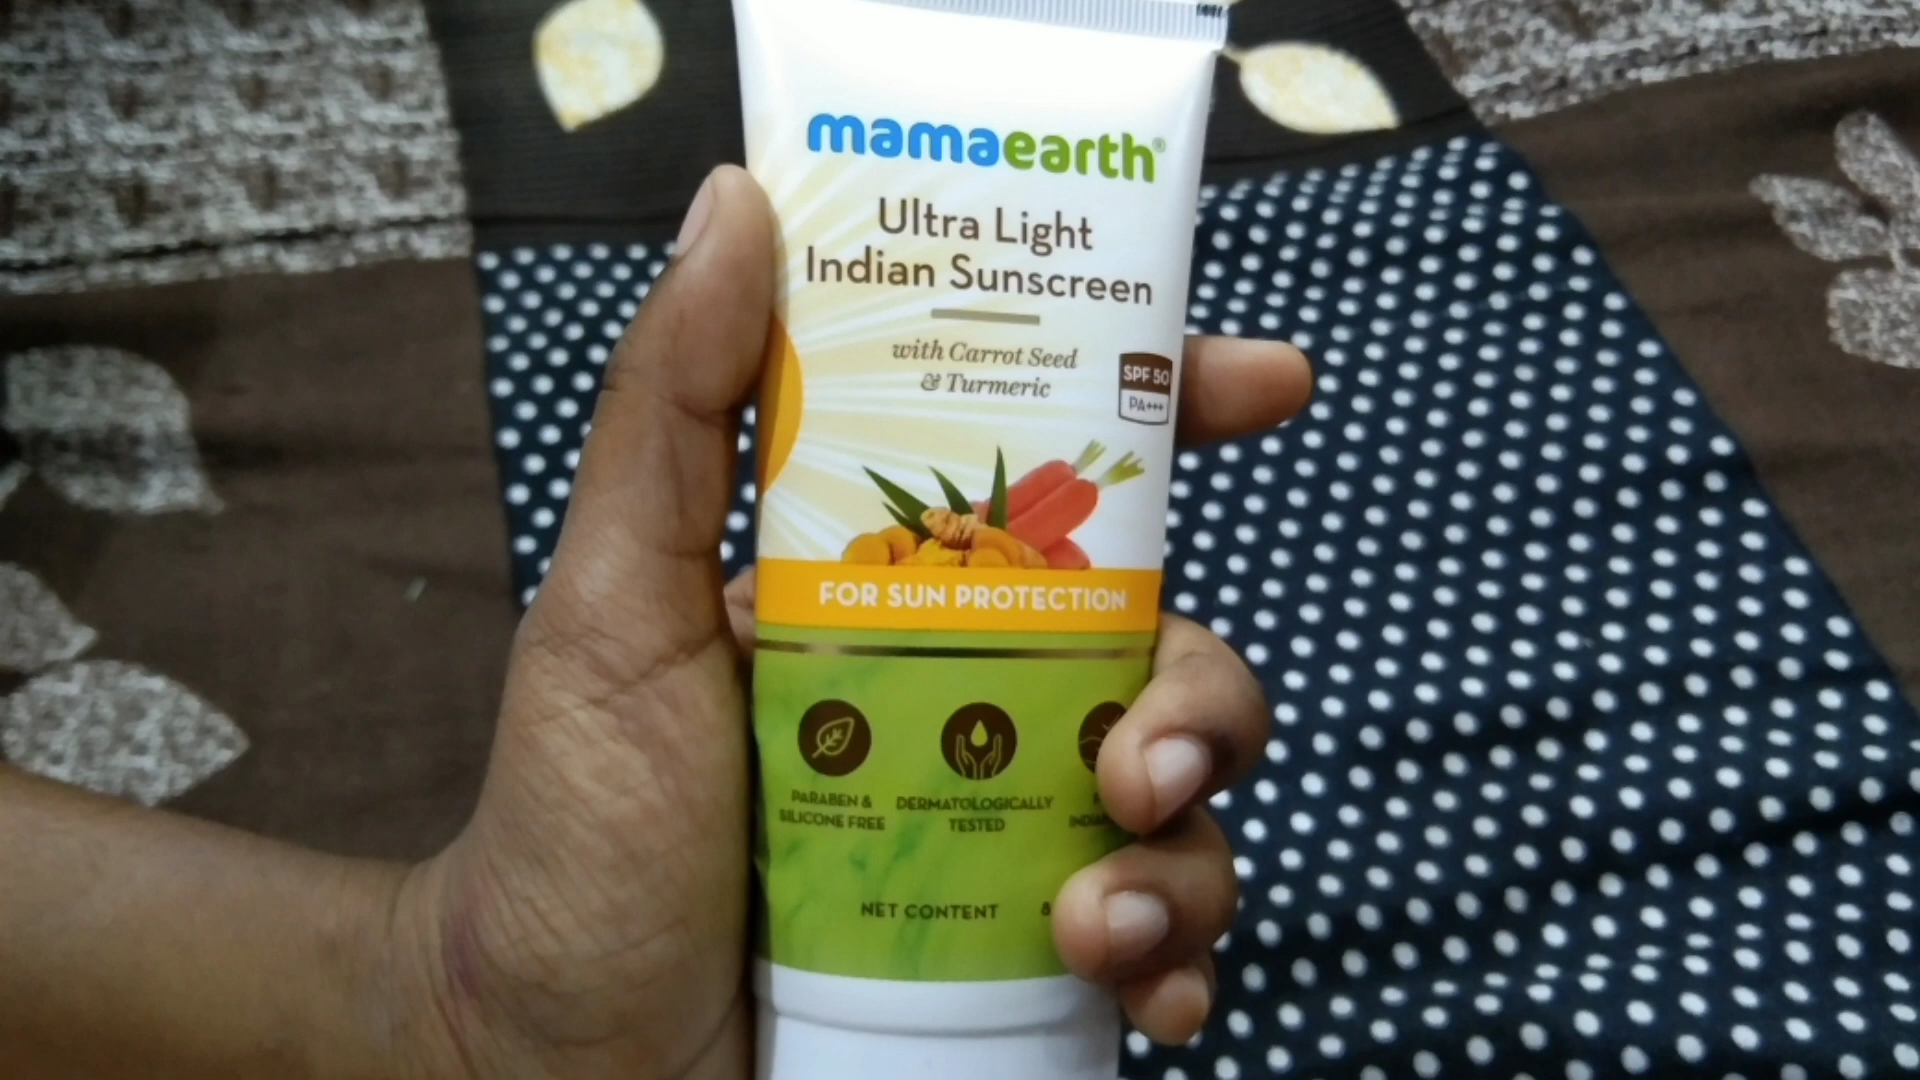 mamaearth®
Ultra Light
Indian Sunscreen
with Carrot Seed
& Turmeric
SPF 50
PA+++
FOR SUN PROTECTION
PARABEN &
SILICONE FREE
DERMATOLOGICALLY
TESTED
NET CONTENT